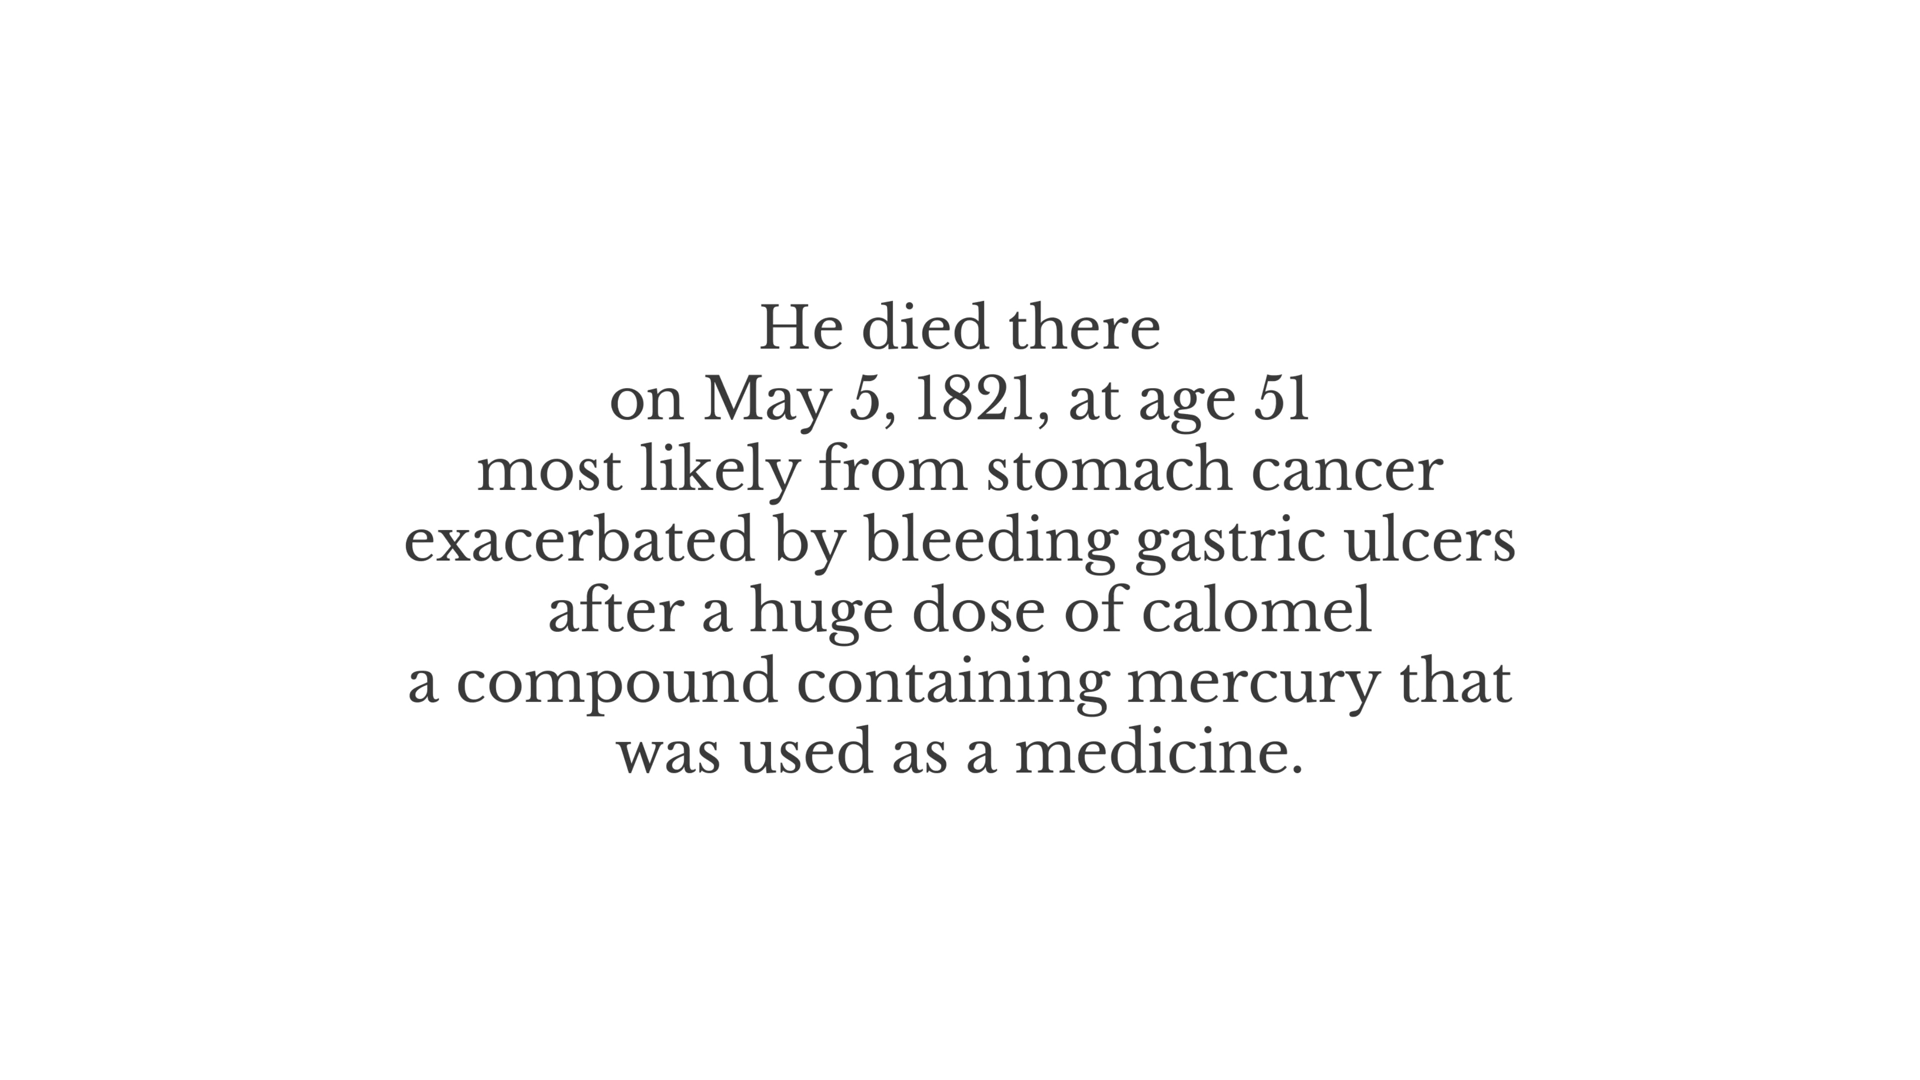 He died there
on May 5, 1821, at age 51
most likely from stomach cancer
exacerbated by bleeding gastric ulcers
after a huge dose of calomel
a compound containing mercury that
was used as a medicine.